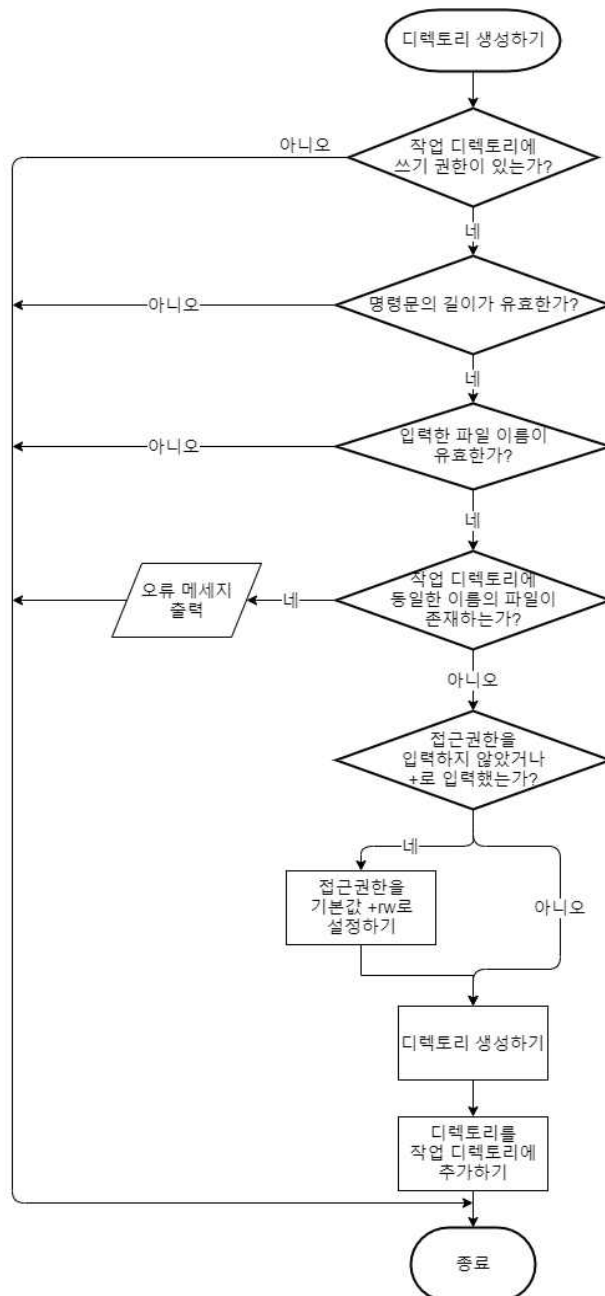 디렉토리 생성하기
아니오
작업 디렉토리에
쓰기 권한이 있는가?
네
아니오
명령문의 길이가 유효한가?
네
아니오
입력한 파일 이름이
유효한가?
네
오류 메세지
출력
네
작업 디렉토리에
동일한 이름의 파일이
존재하는가?
아니오
접근권한을
입력하지 않았거나
+로 입력했는가?
네
접근권한을
기본값 +rw로
설정하기
아니오
디렉토리 생성하기
디렉토리를
작업 디렉토리에
추가하기
종료